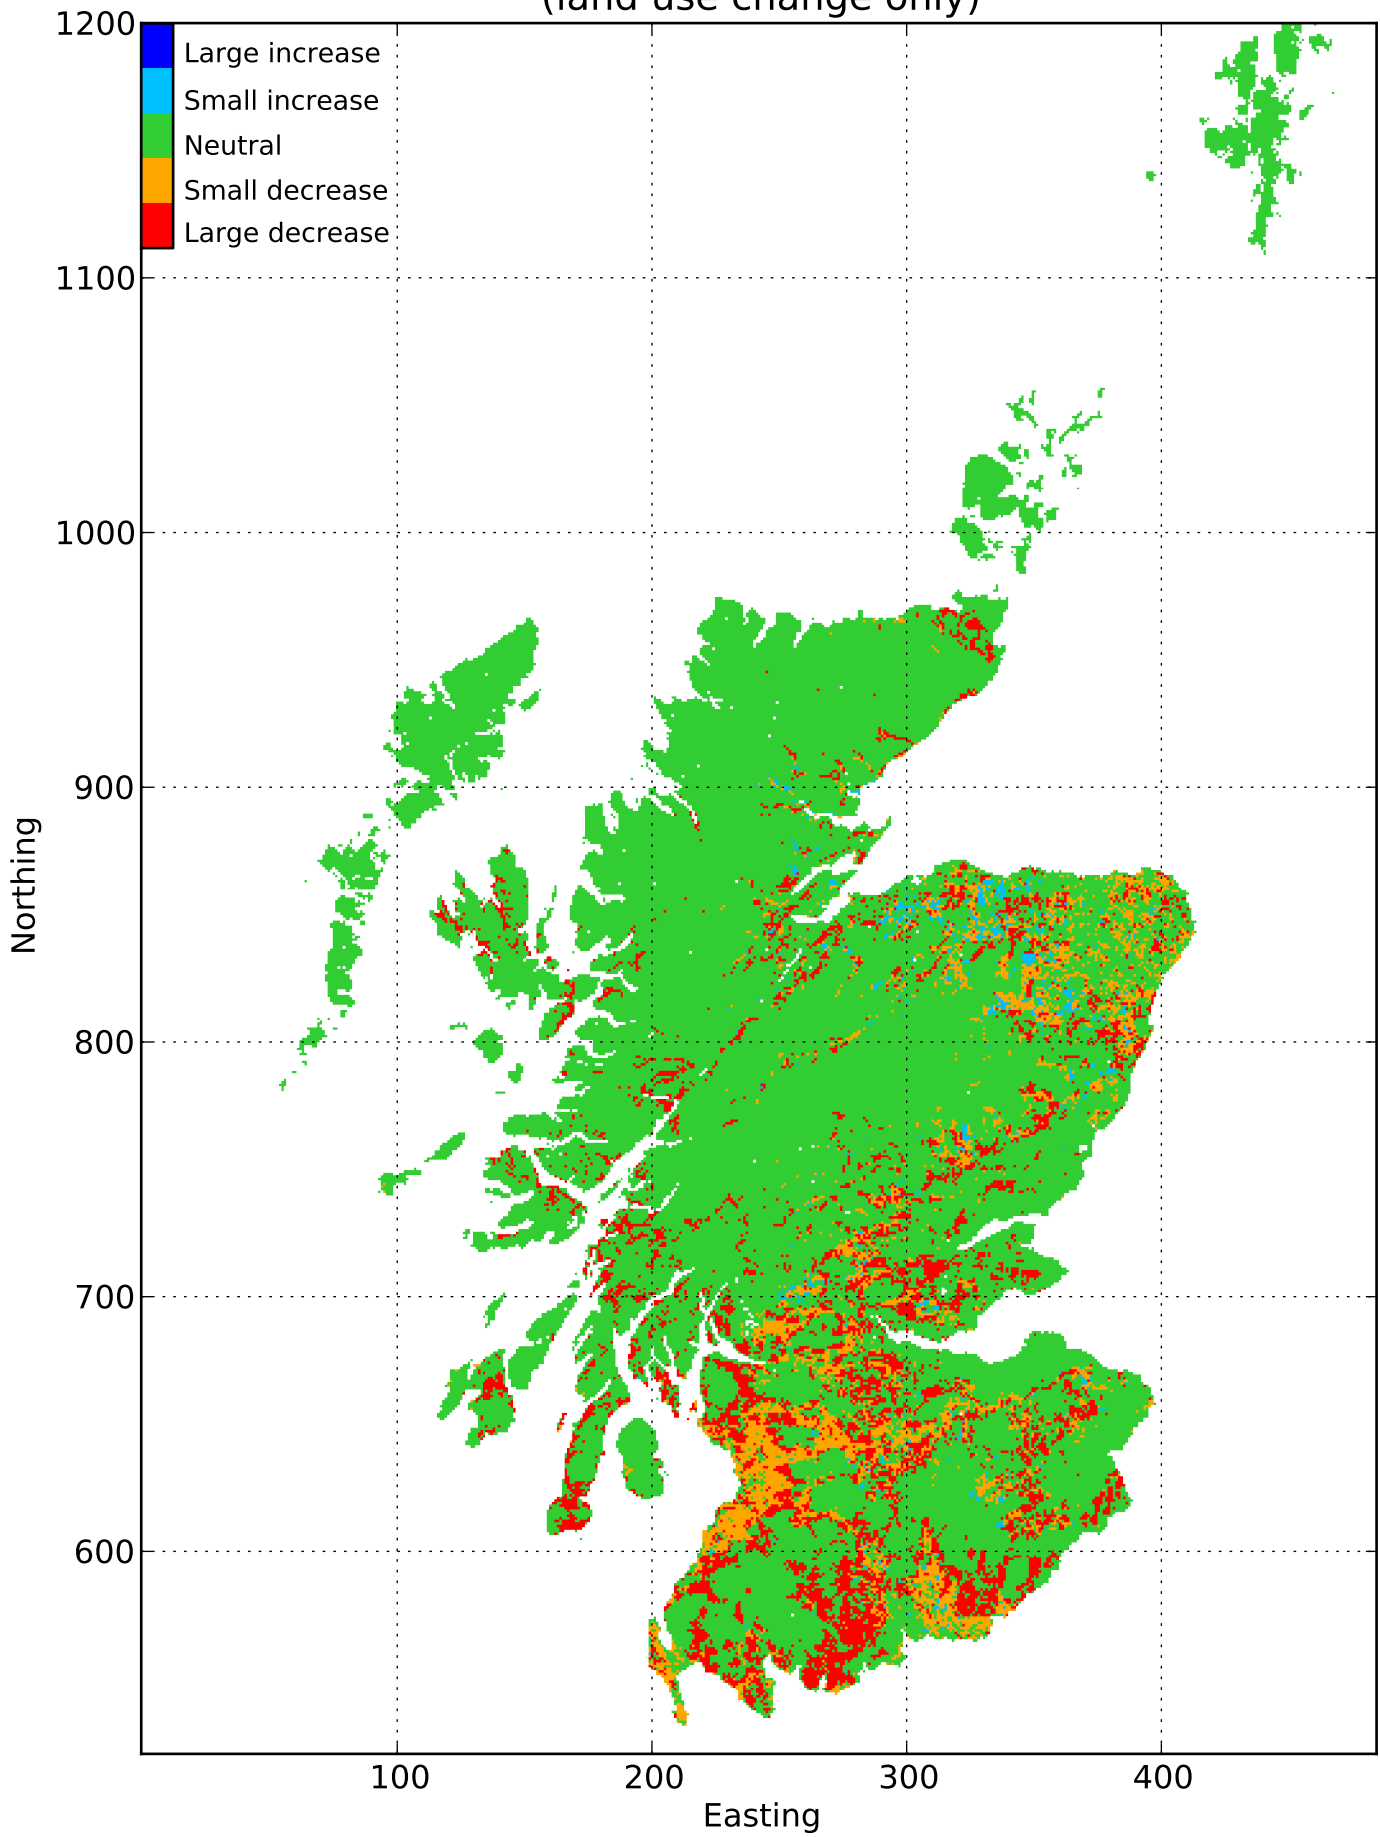 (land use change only)
1200
Large increase
Small increase
Neutral
Small decrease
Large decrease
1100
1000
900
800
700
600
Northing
100
200
300
400
Easting